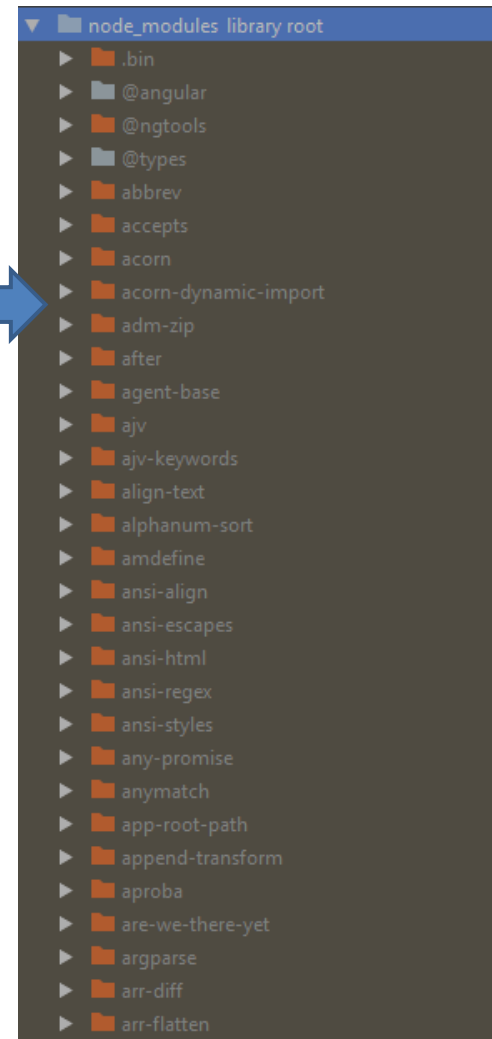 node_modules library root
.bin
@angular
@ngtools
@types
abbrev
accepts
acorn
acorn-dynamic-import
adm-zip
after
agent-base
ajv
ajv-keywords
align-text
alphanum-sort
amdefine
ansi-align
ansi-escapes
ansi-html
ansi-regex
ansi-styles
any-promise
anymatch
app-root-path
append-transform
aproba
are-we-there-yet
argparse
arr-diff
arr-flatten